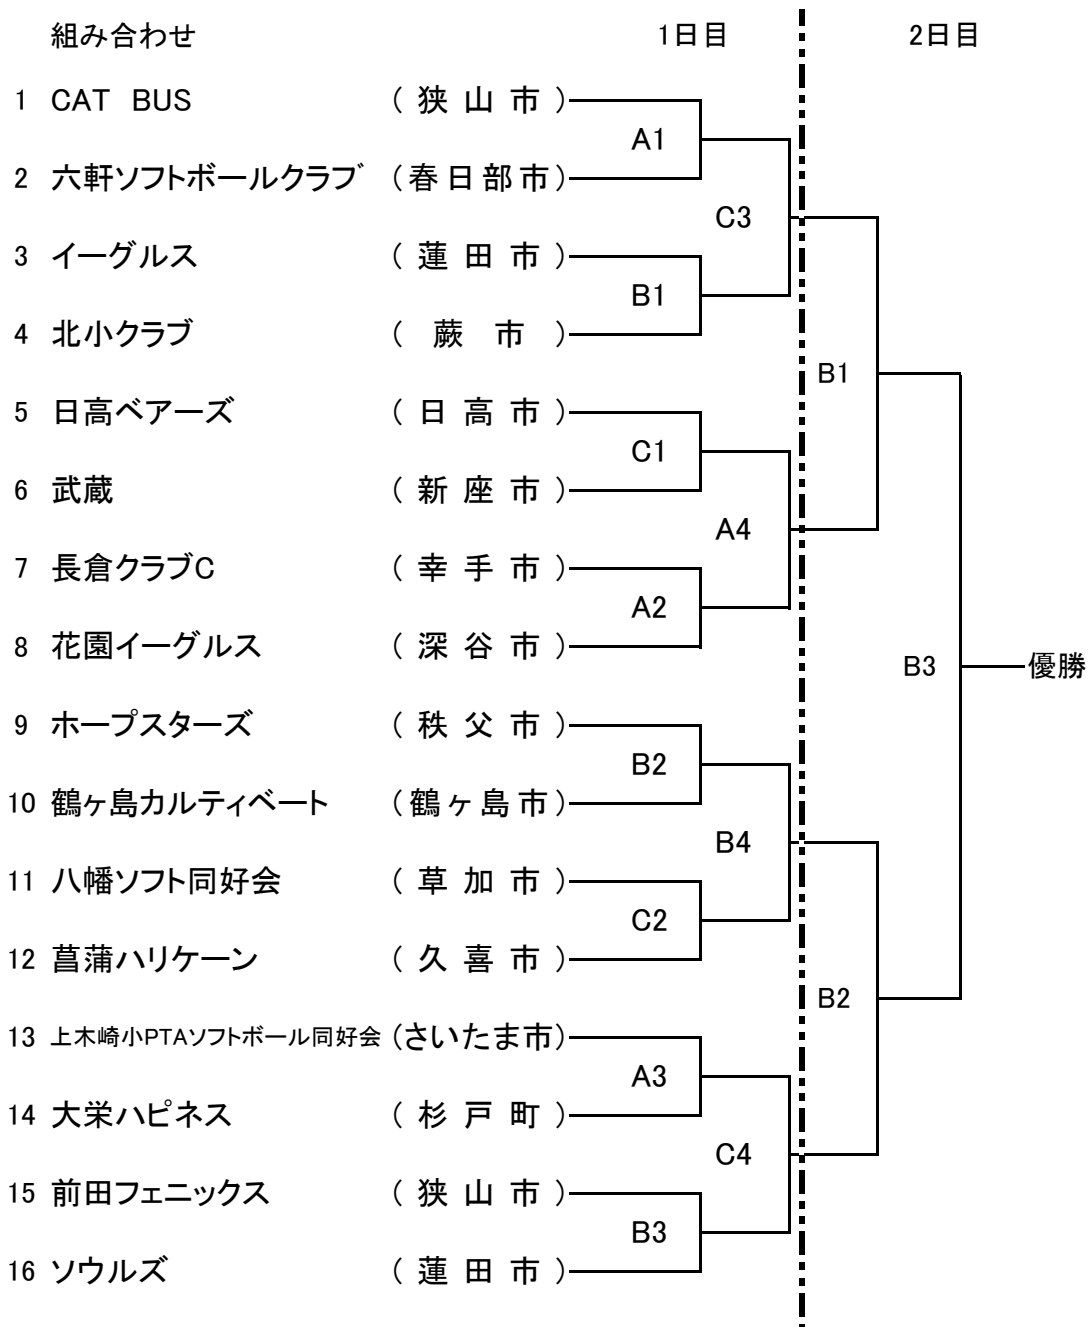 組み合わせ 1日目 2日目
1 CAT BUS (狭山市)
A1
2 六軒ソフトボールクラブ (春日部市)
C3
3 イーグルス (蓮田市)
B1
4 北小クラブ (蕨市)
B1
5 日高ベアーズ (日高市)
C1
6 武蔵 (新座市)
A4
7 長倉クラブC (幸手市)
A2
8 花園イーグルス (深谷市)
B3 優勝
9 ホープスターズ (秩父市)
B2
10 鶴ヶ島カルティベート (鶴ヶ島市)
B4
11 八幡ソフト同好会 (草加市)
C2
12 菖蒲ハリケーン (久喜市)
B2
13 上木崎小PTAソフトボール同好会 (さいたま市)
A3
14 大栄ハピネス (杉戸町)
C4
15 前田フェニックス (狭山市)
B3
16 ソウルズ (蓮田市)